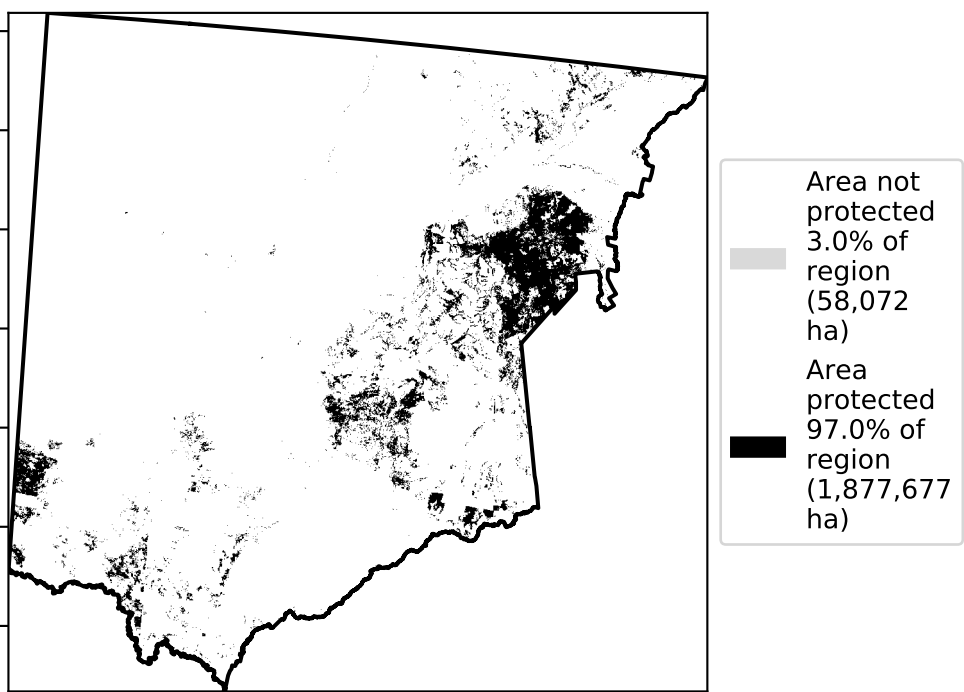 Area not
protected
3.0% of
region
(58,072
ha)
Area
protected
97.0% of
region
(1,877,677
ha)